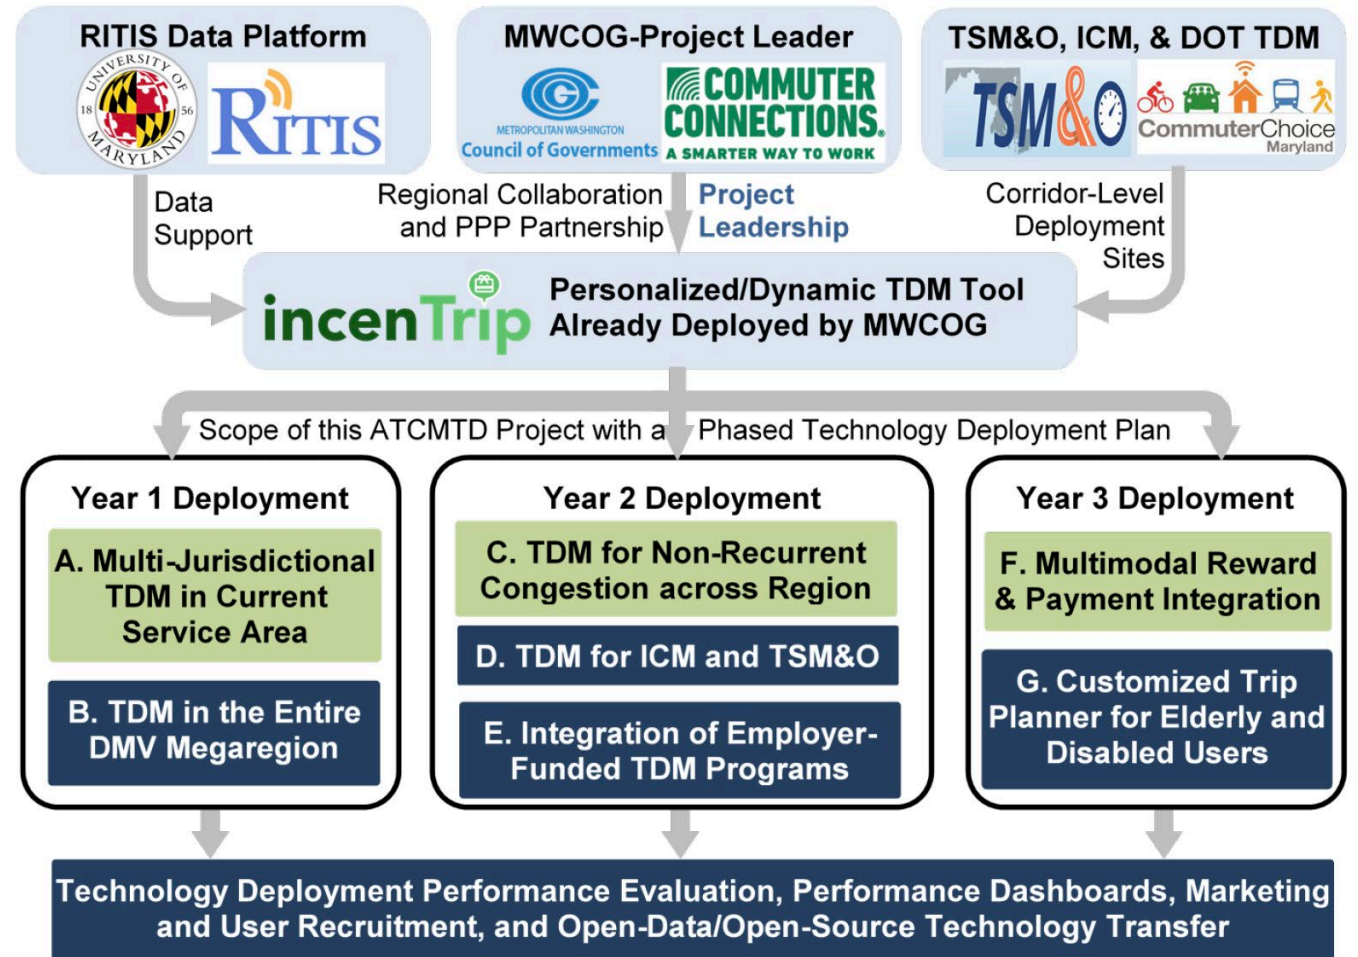 RITIS Data Platform
UNIVERSITY OF
18 56
MARYLAND
RITIS
MWCOG-Project Leader
METROPOLITAN WASHINGTON
Council of Governments
COMMUTER
CONNECTIONS.
A SMARTER WAY TO WORK
TSM&O, ICM, & DOT TDM
TSM&O
CommuterChoice
Maryland
Data
Support
Regional Collaboration
and PPP Partnership
Project
Leadership
Corridor-Level
Deployment
Sites
incenTrip
Personalized/Dynamic TDM Tool
Already Deployed by MWCOG
Scope of this ATCMTD Project with a Phased Technology Deployment Plan
Year 1 Deployment
A. Multi-Jurisdictional
TDM in Current
Service Area
B. TDM in the Entire
DMV Megaregion
Year 2 Deployment
C. TDM for Non-Recurrent
Congestion across Region
D. TDM for ICM and TSM&O
E. Integration of Employer-
Funded TDM Programs
Year 3 Deployment
F. Multimodal Reward
& Payment Integration
G. Customized Trip
Planner for Elderly and
Disabled Users
Technology Deployment Performance Evaluation, Performance Dashboards, Marketing
and User Recruitment, and Open-Data/Open-Source Technology Transfer